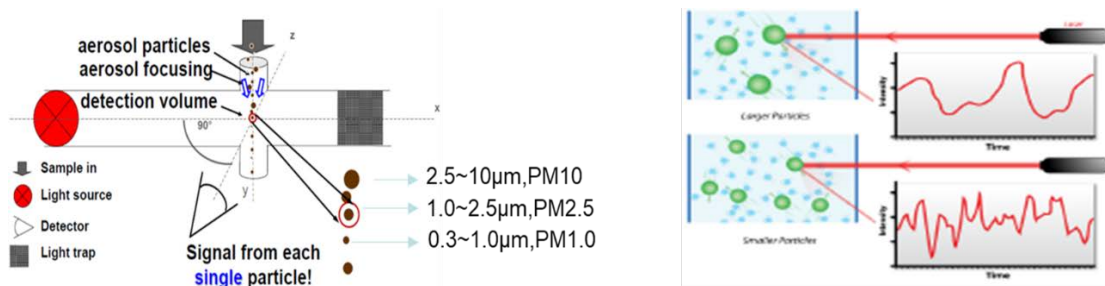 Sample in
aerosol particles
aerosol focusing
detection volume
z
x
90°
y
Sample in
Light source
Detector
Light trap
Signal from each
single particle!
2.5~10µm,PM10
1.0~2.5µm,PM2.5
0.3~1.0µm,PM1.0
Laser
Intensity
Time
Larger Particles
Intensity
Time
Smaller Particles